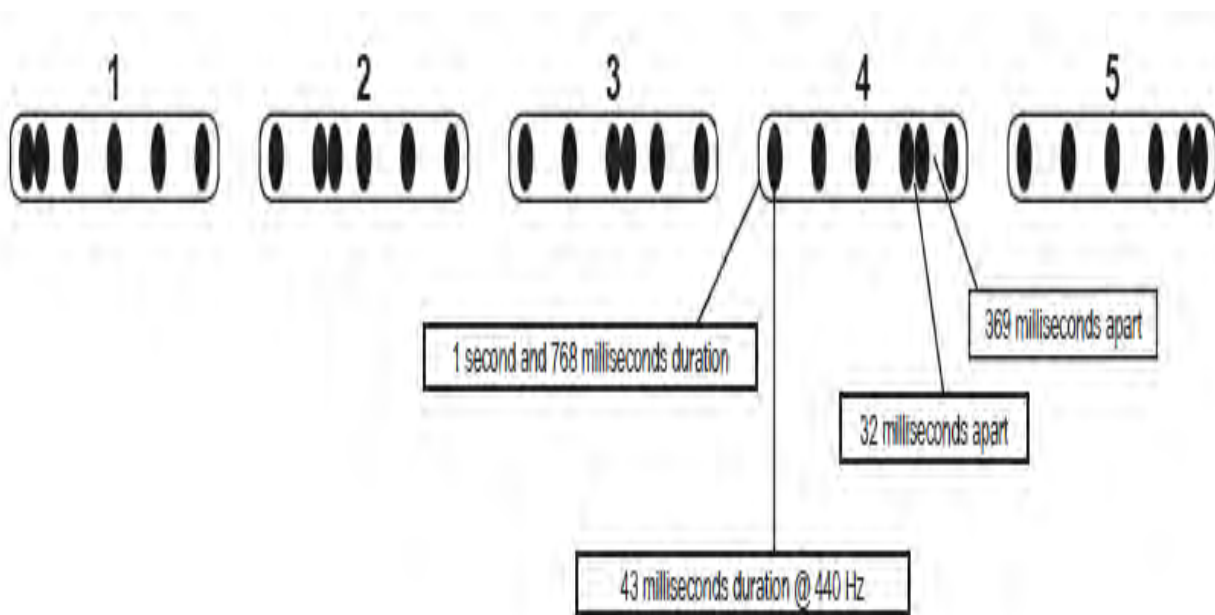 1 2 3 4 5
1 second and 768 milliseconds duration
369 milliseconds apart
32 milliseconds apart
43 milliseconds duration @ 440 Hz